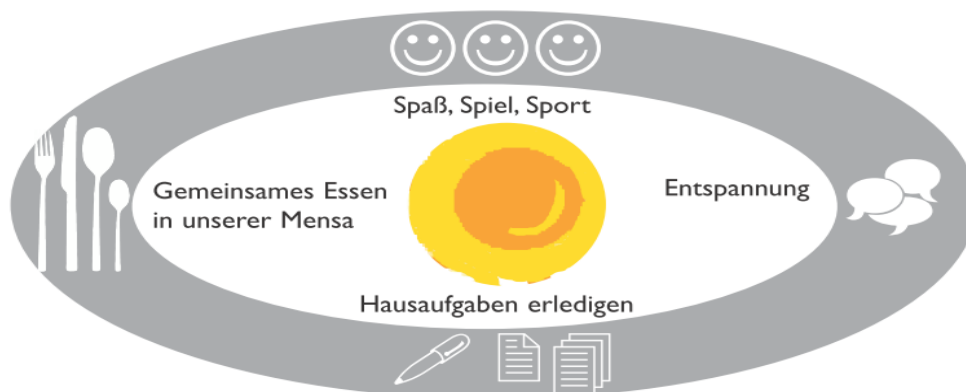 Spaß, Spiel, Sport
Gemeinsames Essen
in unserer Mensa
Entspannung
Hausaufgaben erledigen